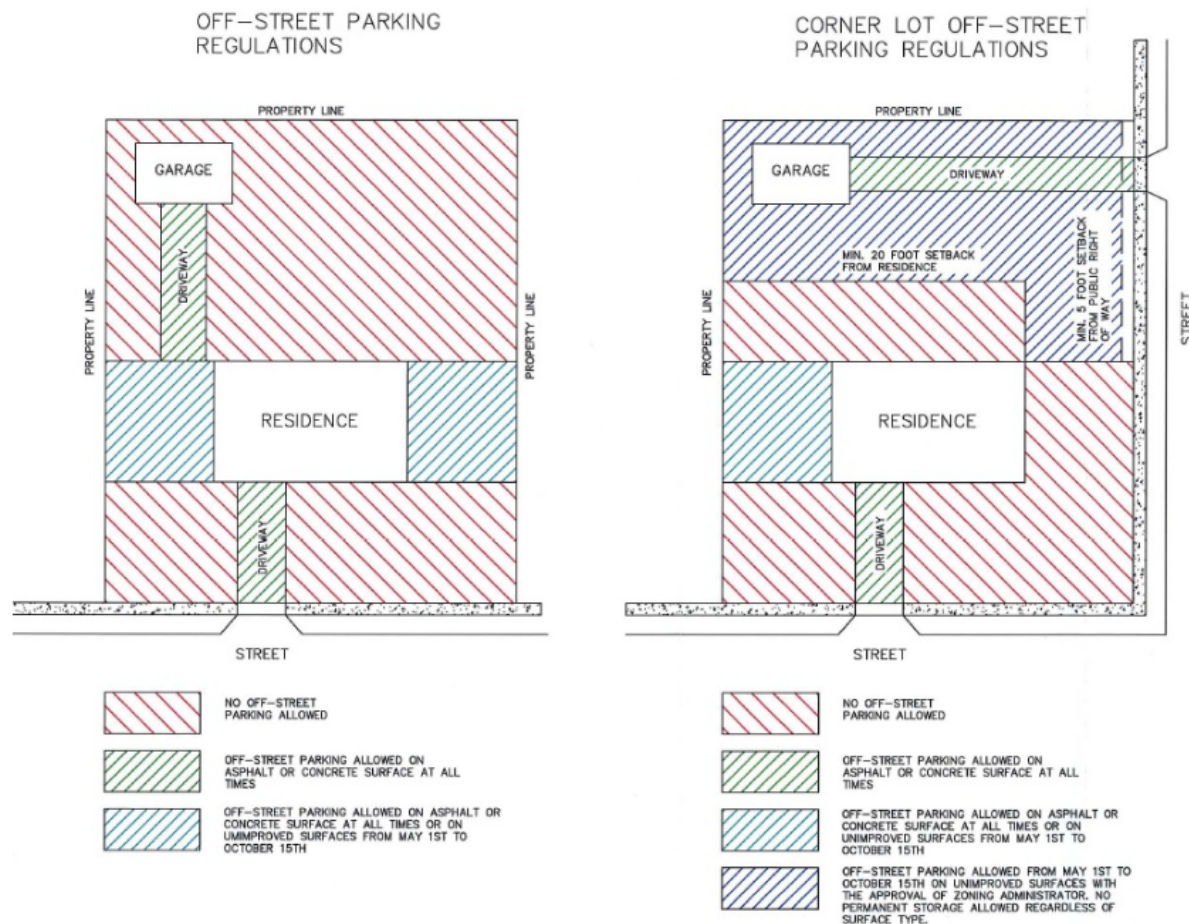 OFF-STREET PARKING
REGULATIONS
PROPERTY LINE
GARAGE
DRIVEWAY
PROPERTY LINE
PROPERTY LINE
RESIDENCE
DRIVEWAY
STREET
NO OFF-STREET
PARKING ALLOWED
OFF-STREET PARKING ALLOWED ON
ASPHALT OR CONCRETE SURFACE AT ALL
TIMES
OFF-STREET PARKING ALLOWED ON ASPHALT OR
CONCRETE SURFACE AT ALL TIMES OR ON
UMIMPROVED SURFACES FROM MAY 1ST TO
OCTOBER 15TH
CORNER LOT OFF-STREET
PARKING REGULATIONS
PROPERTY LINE
GARAGE
DRIVEWAY
MIN. 20 FOOT SETBACK
FROM RESIDENCE
MIN. 5 FOOT SETBACK
FROM PUBLIC RIGHT
OF WAY
STREET
PROPERTY LINE
RESIDENCE
DRIVEWAY
STREET
NO OFF-STREET
PARKING ALLOWED
OFF-STREET PARKING ALLOWED ON
ASPHALT OR CONCRETE SURFACE AT ALL
TIMES
OFF-STREET PARKING ALLOWED ON ASPHALT OR
CONCRETE SURFACE AT ALL TIMES OR ON
UNIMPROVED SURFACES FROM MAY 1ST TO
OCTOBER 15TH
OFF-STREET PARKING ALLOWED FROM MAY 1ST TO
OCTOBER 15TH ON UNIMPROVED SURFACES WITH
THE APPROVAL OF ZONING ADMINISTRATOR. NO
PERMANENT STORAGE ALLOWED REGARDLESS OF
SURFACE TYPE.